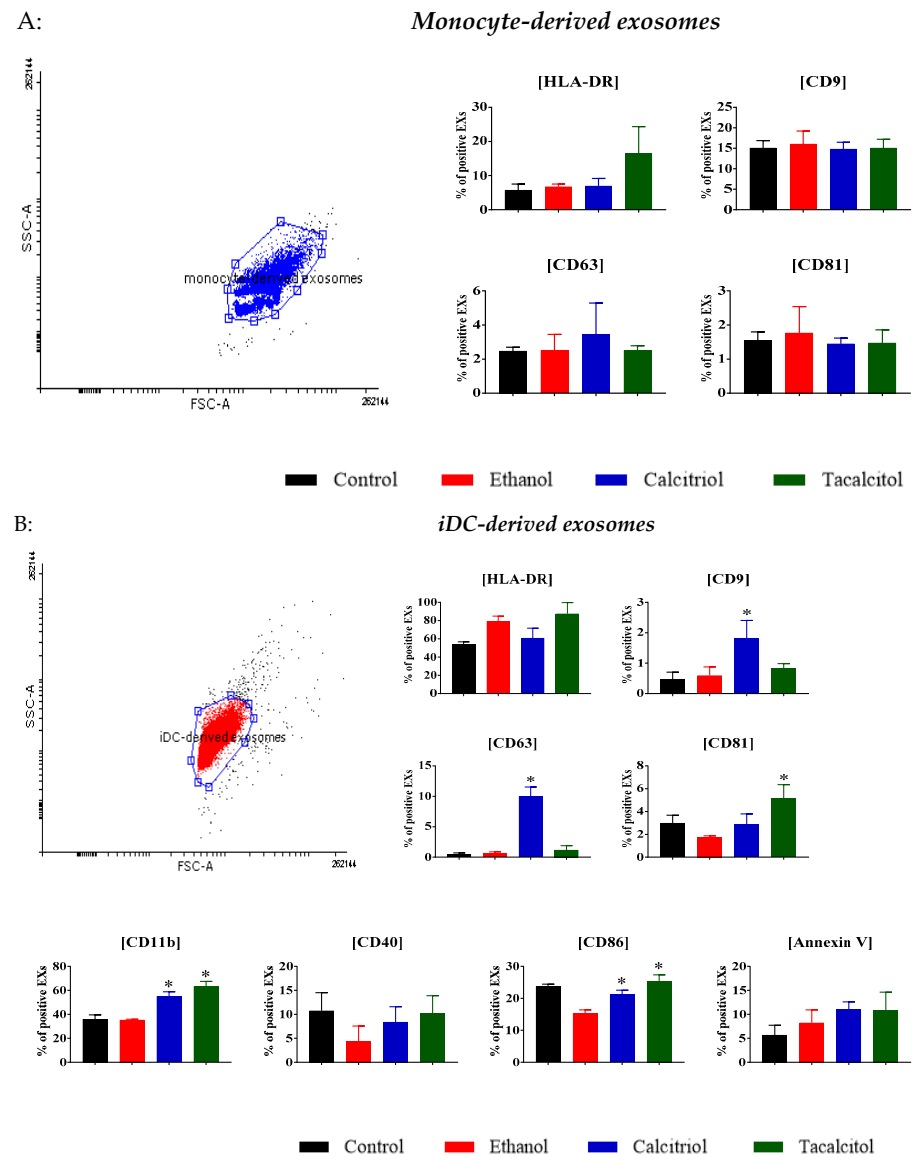 A:
Monocyte-derived exosomes
262144
SSC-A
monocyte-derived exosomes
FSC-A
262144
[HLA-DR]
% of positive EXs
30
20
10
0
[CD9]
% of positive EXs
25
20
15
10
5
0
[CD63]
% of positive EXs
6
4
2
0
[CD81]
% of positive EXs
3
2
1
0
Control Ethanol Calcitriol Tacalcitol
B:
iDC-derived exosomes
262144
SSC-A
iDC-derived exosomes
FSC-A
262144
[HLA-DR]
% of positive EXs
100
80
60
40
20
0
[CD9]
% of positive EXs
3
2
1
0
*
[CD63]
% of positive EXs
15
10
5
0
*
[CD81]
% of positive EXs
8
6
4
2
0
*
[CD11b]
% of positive EXs
80
60
40
20
0
* *
[CD40]
% of positive EXs
20
15
10
5
0
[CD86]
% of positive EXs
30
20
10
0
* *
[Annexin V]
% of positive EXs
20
15
10
5
0
Control Ethanol Calcitriol Tacalcitol